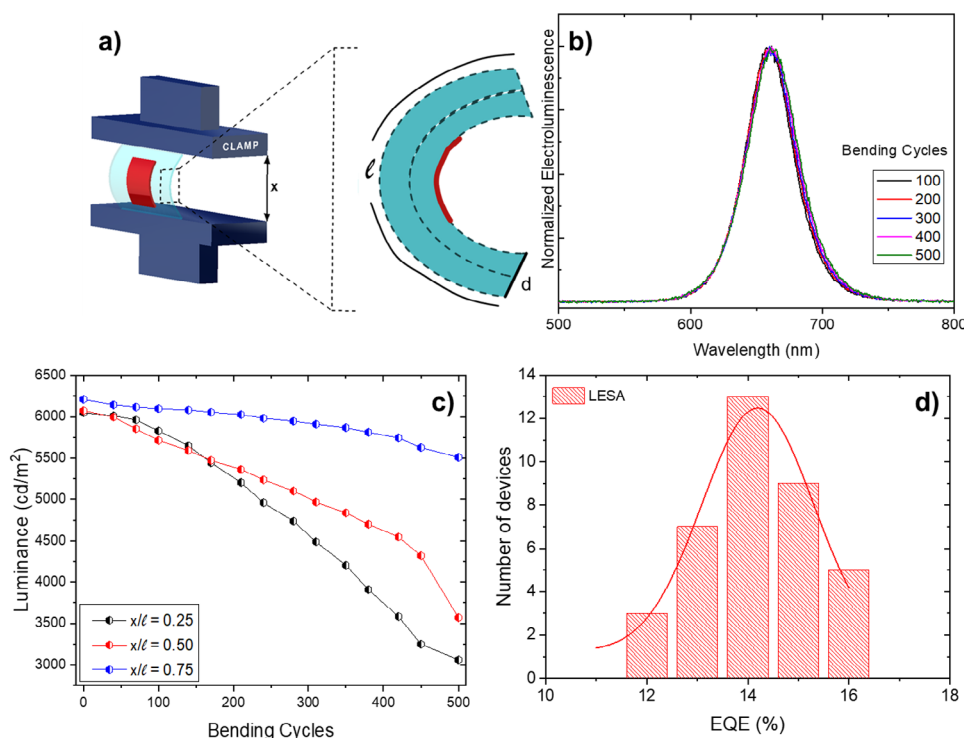 a)
CLAMP
x
ℓ
d
b)
Normalized Electroluminescence
Bending Cycles
100
200
300
400
500
500 600 700 800
Wavelength (nm)
c)
Luminance (cd/m²)
6500
6000
5500
5000
4500
4000
3500
3000
x/ℓ = 0.25
x/ℓ = 0.50
x/ℓ = 0.75
0 100 200 300 400 500
Bending Cycles
d)
LESA
Number of devices
14
12
10
8
6
4
2
0
10 12 14 16 18
EQE (%)